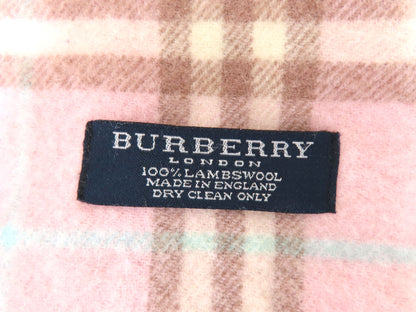 BURBERRY
LONDON
100% LAMBSWOOL
MADE IN ENGLAND
DRY CLEAN ONLY